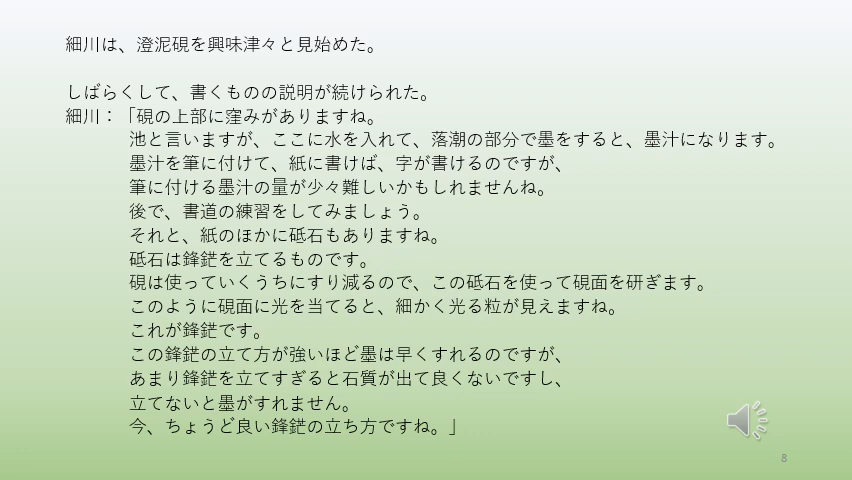 細川は、澄泥硯を興味津々と見始めた。
しばらくして、書くものの説明が続けられた。
細川：「硯の上部に窪みがありますね。
池と言いますが、ここに水を入れて、落潮の部分で墨をすると、墨汁になります。
墨汁を筆に付けて、紙に書けば、字が書けるのですが、
筆に付ける墨汁の量が少々難しいかもしれませんね。
後で、書道の練習をしてみましょう。
それと、紙のほかに砥石もありますね。
砥石は鋒鋩を立てるものです。
硯は使っていくうちにすり減るので、この砥石を使って硯面を研ぎます。
このように硯面に光を当てると、細かく光る粒が見えますね。
これが鋒鋩です。
この鋒鋩の立て方が強いほど墨は早くすれるのですが、
あまり鋒鋩を立てすぎると石質が出て良くないですし、
立てないと墨がすれません。
今、ちょうど良い鋒鋩の立ち方ですね。」
8